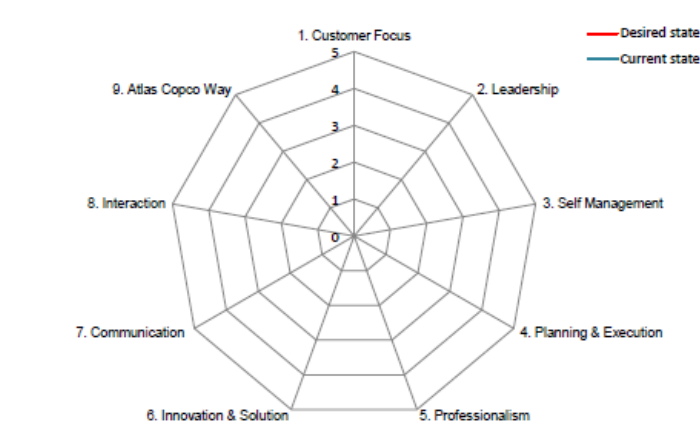 1. Customer Focus
Desired state
Current state
5
9. Atlas Copco Way
4
2. Leadership
3
2
8. Interaction
1
3. Self Management
0
7. Communication
4. Planning & Execution
6. Innovation & Solution
5. Professionalism